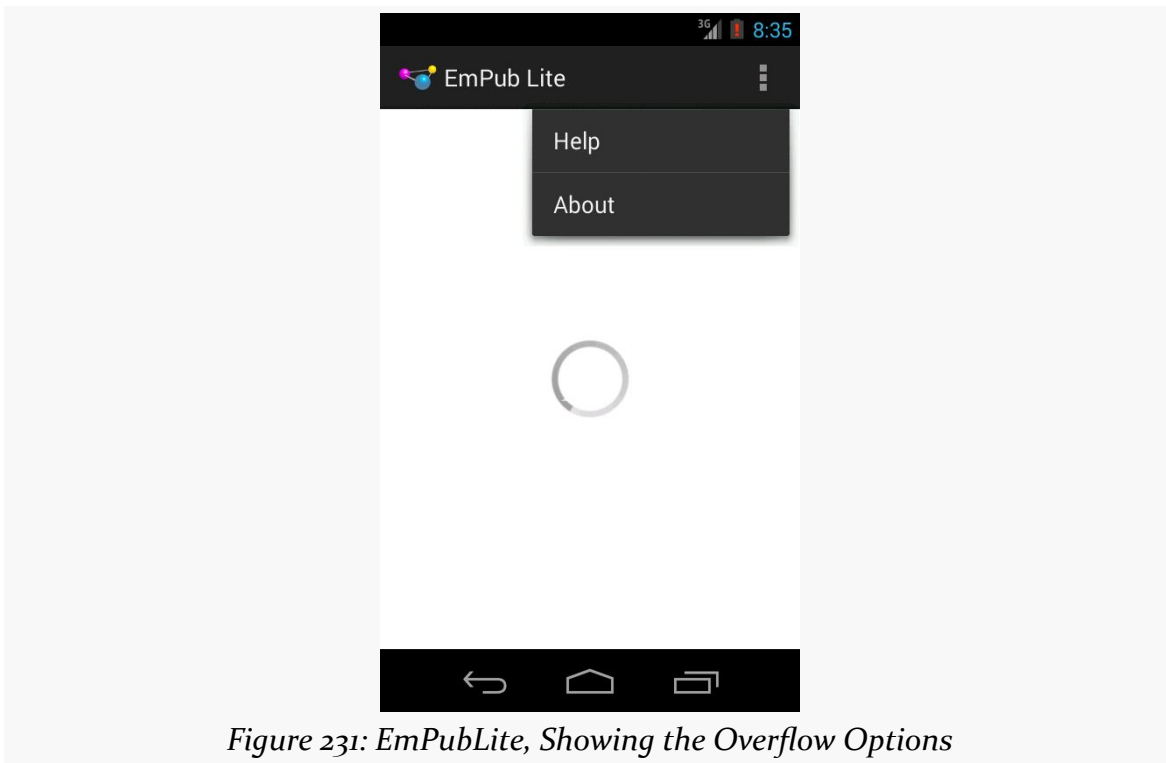 3G 8:35
EmPub Lite
Help
About
Figure 231: EmPubLite, Showing the Overflow Options